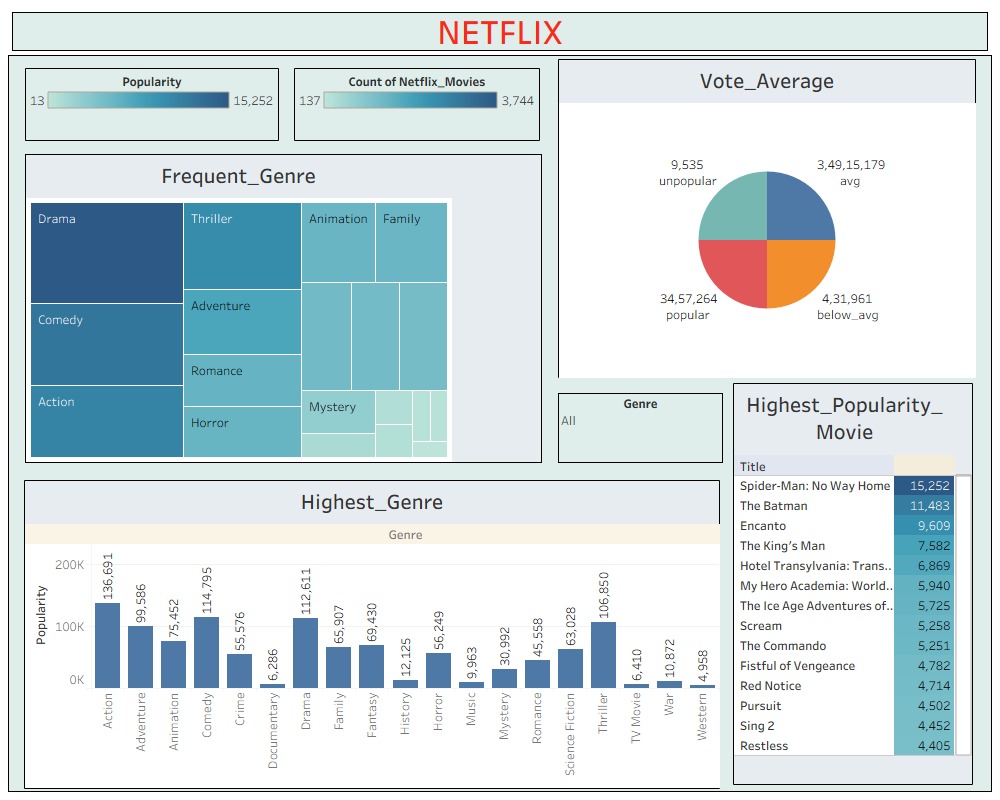 NETFLIX
Popularity
13 15,252
Count of Netflix_Movies
137 3,744
Vote_Average
9,535
unpopular
3,49,15,179
avg
34,57,264
popular
4,31,961
below_avg
Frequent_Genre
Drama
Comedy
Action
Thriller
Adventure
Romance
Horror
Animation
Family
Mystery
Genre
All
Highest_Popularity_
Movie
Title
Spider-Man: No Way Home 15,252
The Batman 11,483
Encanto 9,609
The King's Man 7,582
Hotel Transylvania: Trans.. 6,869
My Hero Academia: World.. 5,940
The Ice Age Adventures of.. 5,725
Scream 5,258
The Commando 5,251
Fistful of Vengeance 4,782
Red Notice 4,714
Pursuit 4,502
Sing 2 4,452
Restless 4,405
Highest_Genre
Genre
Popularity
200K
100K
0K
136,691
99,586
75,452
114,795
55,576
6,286
112,611
65,907
69,430
12,125
56,249
9,963
30,992
45,558
63,028
106,850
6,410
10,872
4,958
Action
Adventure
Animation
Comedy
Crime
Documentary
Drama
Family
Fantasy
History
Horror
Music
Mystery
Romance
Science Fiction
Thriller
TV Movie
War
Western